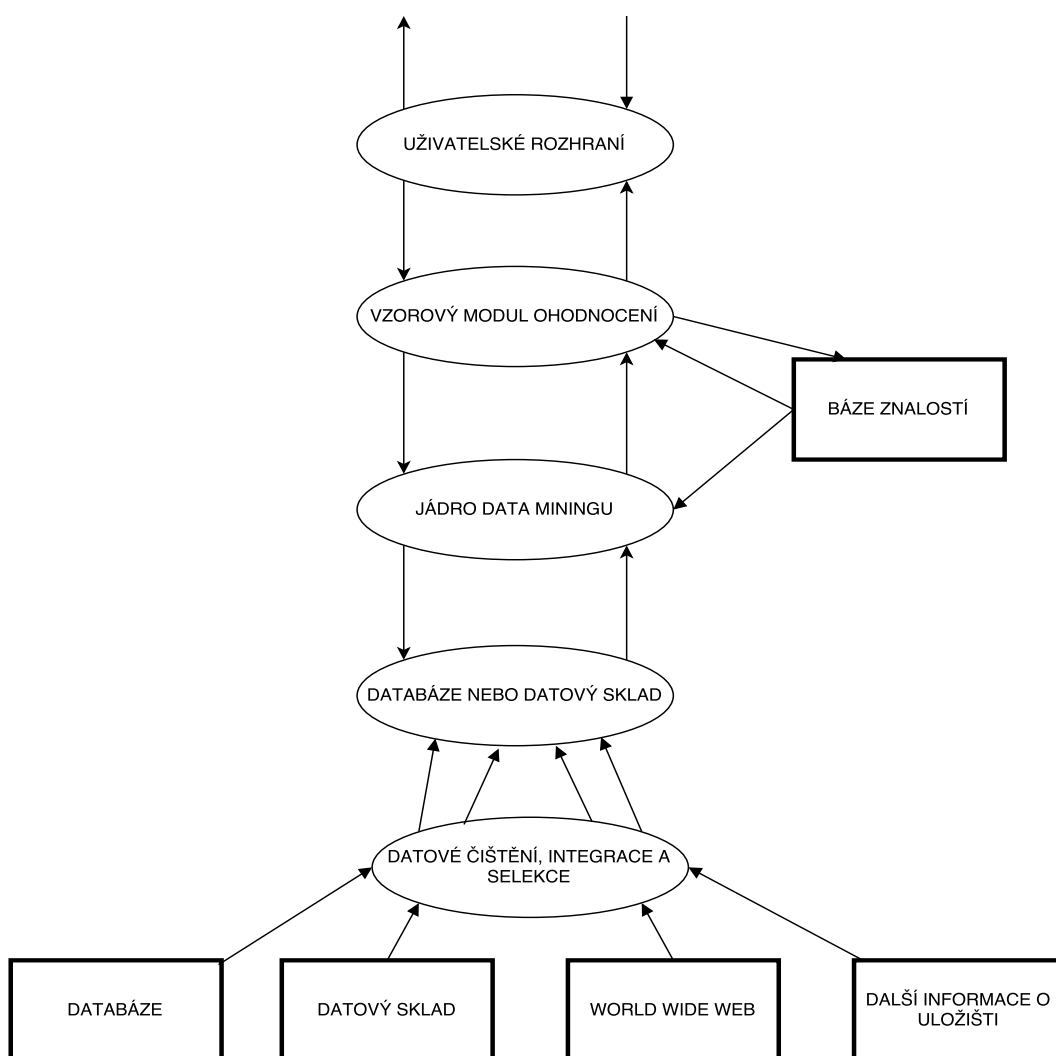 UŽIVATELSKÉ ROZHRANÍ
VZOROVÝ MODUL OHODNOCENÍ
BÁZE ZNALOSTÍ
JÁDRO DATA MININGU
DATABÁZE NEBO DATOVÝ SKLAD
DATOVÉ ČIŠTĚNÍ, INTEGRACE A
SELEKCE
DATABÁZE
DATOVÝ SKLAD
WORLD WIDE WEB
DALŠÍ INFORMACE O
ULOŽIŠTI